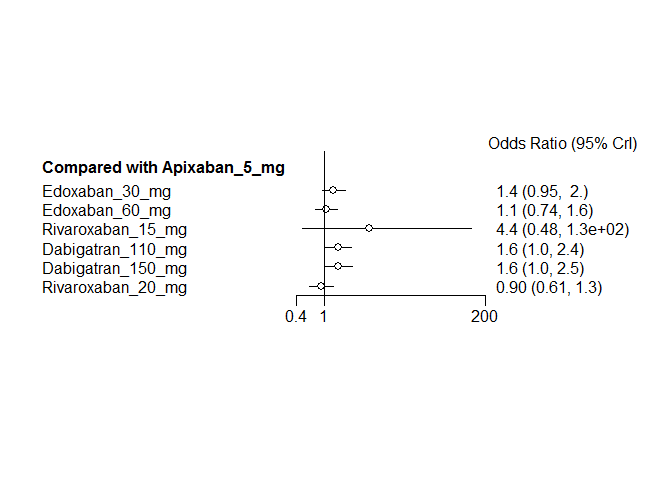 Odds Ratio (95% CrI)
Compared with Apixaban_5_mg
Edoxaban_30_mg 1.4 (0.95, 2.)
Edoxaban_60_mg 1.1 (0.74, 1.6)
Rivaroxaban_15_mg 4.4 (0.48, 1.3e+02)
Dabigatran_110_mg 1.6 (1.0, 2.4)
Dabigatran_150_mg 1.6 (1.0, 2.5)
Rivaroxaban_20_mg 0.90 (0.61, 1.3)
0.4 1 200